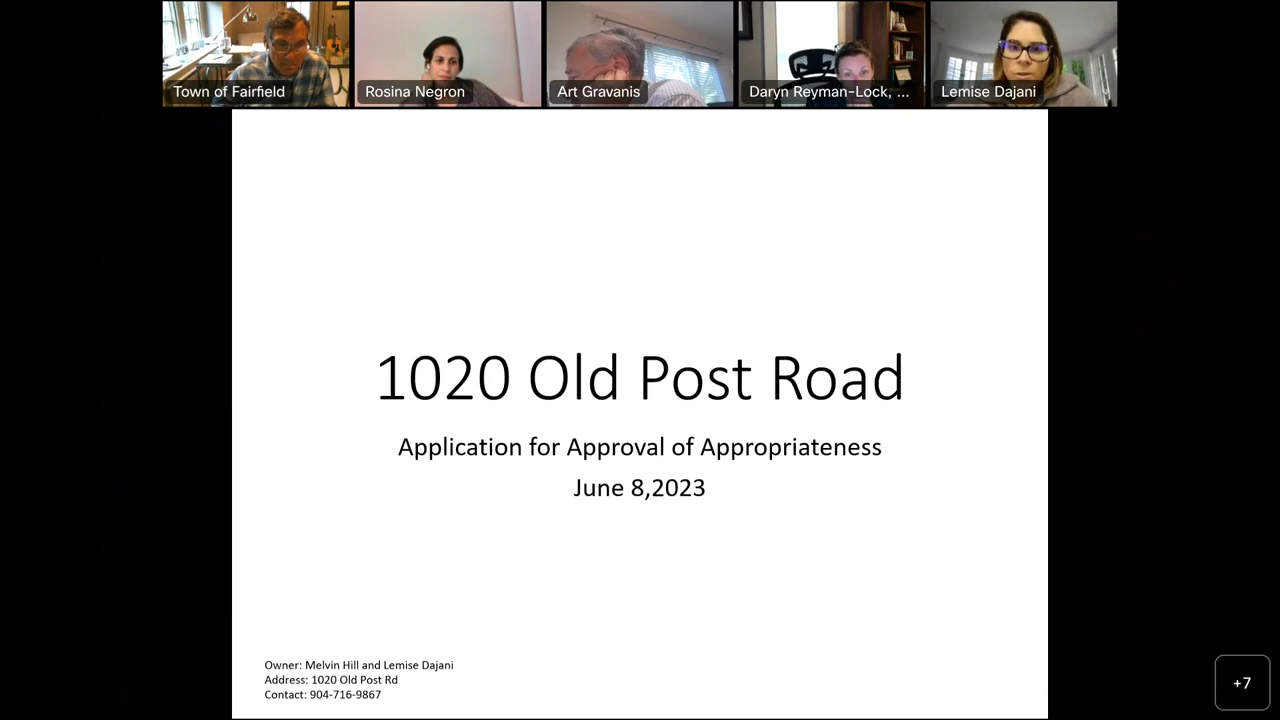 Town of Fairfield
Rosina Negron
Art Gravanis
Daryn Reyman-Lock, ...
Lemise Dajani
1020 Old Post Road
Application for Approval of Appropriateness
June 8,2023
Owner: Melvin Hill and Lemise Dajani
Address: 1020 Old Post Rd
Contact: 904-716-9867
+7